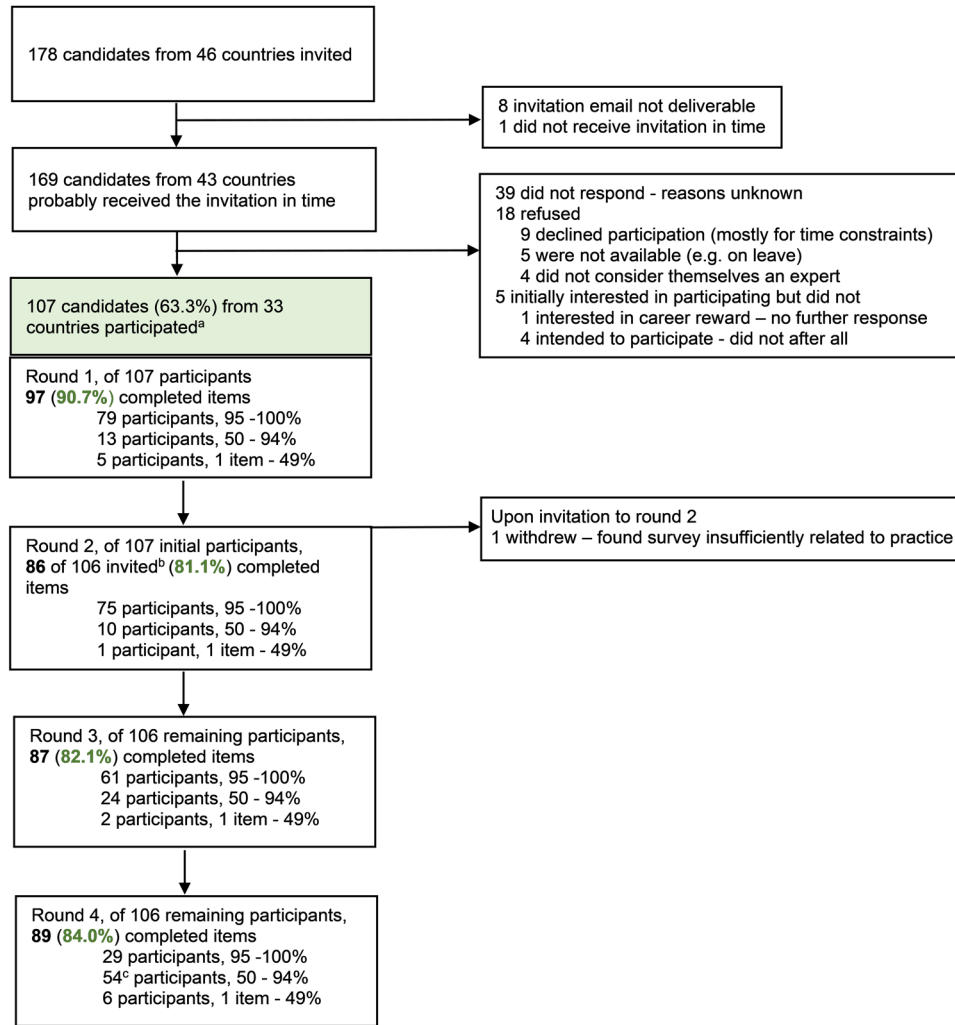 178 candidates from 46 countries invited
8 invitation email not deliverable
1 did not receive invitation in time
169 candidates from 43 countries
probably received the invitation in time
39 did not respond - reasons unknown
18 refused
9 declined participation (mostly for time constraints)
5 were not available (e.g. on leave)
4 did not consider themselves an expert
5 initially interested in participating but did not
1 interested in career reward – no further response
4 intended to participate - did not after all
107 candidates (63.3%) from 33
countries participatedᵃ
Round 1, of 107 participants
97 (90.7%) completed items
79 participants, 95 -100%
13 participants, 50 - 94%
5 participants, 1 item - 49%
Upon invitation to round 2
1 withdrew – found survey insufficiently related to practice
Round 2, of 107 initial participants,
86 of 106 invitedᵇ (81.1%) completed
items
75 participants, 95 -100%
10 participants, 50 - 94%
1 participant, 1 item - 49%
Round 3, of 106 remaining participants,
87 (82.1%) completed items
61 participants, 95 -100%
24 participants, 50 - 94%
2 participants, 1 item - 49%
Round 4, of 106 remaining participants,
89 (84.0%) completed items
29 participants, 95 -100%
54ᶜ participants, 50 - 94%
6 participants, 1 item - 49%